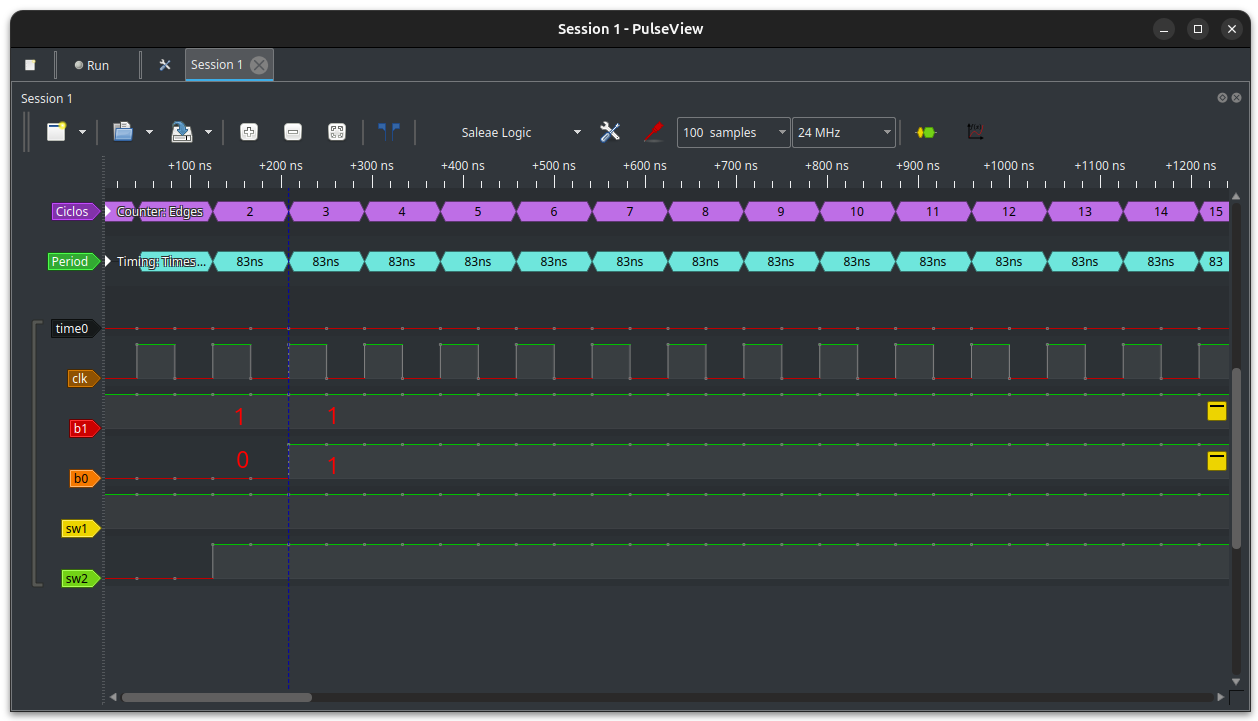 Session 1 - PulseView
Run
Session 1
Session 1
Saleae Logic
100 samples
24 MHz
+100 ns +200 ns +300 ns +400 ns +500 ns +600 ns +700 ns +800 ns +900 ns +1000 ns +1100 ns +1200 ns
Ciclos Counter: Edges 2 3 4 5 6 7 8 9 10 11 12 13 14 15
Period Timing: Times... 83ns 83ns 83ns 83ns 83ns 83ns 83ns 83ns 83ns 83ns 83ns 83ns 83ns 83
time0
clk
b1 1 1
b0 0 1
sw1
sw2